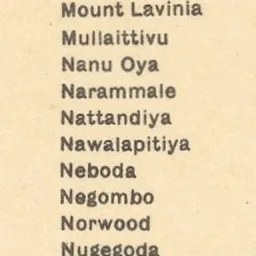 Mount Lavinia
Mullaittivu
Nanu Oya
Narammale
Nattandiya
Nawalapitiya
Neboda
Negombo
Norwood
Nugegoda